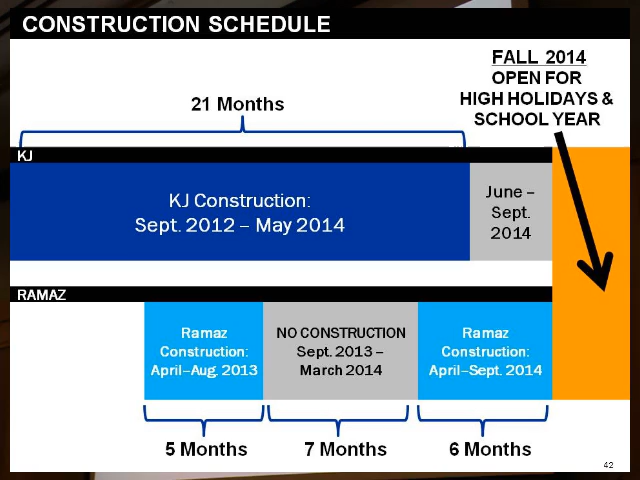 CONSTRUCTION SCHEDULE
FALL 2014
OPEN FOR
HIGH HOLIDAYS &
SCHOOL YEAR
21 Months
KJ
KJ Construction:
Sept. 2012 – May 2014
June –
Sept.
2014
RAMAZ
Ramaz
Construction:
April–Aug. 2013
NO CONSTRUCTION
Sept. 2013 –
March 2014
Ramaz
Construction:
April–Sept. 2014
5 Months
7 Months
6 Months
42